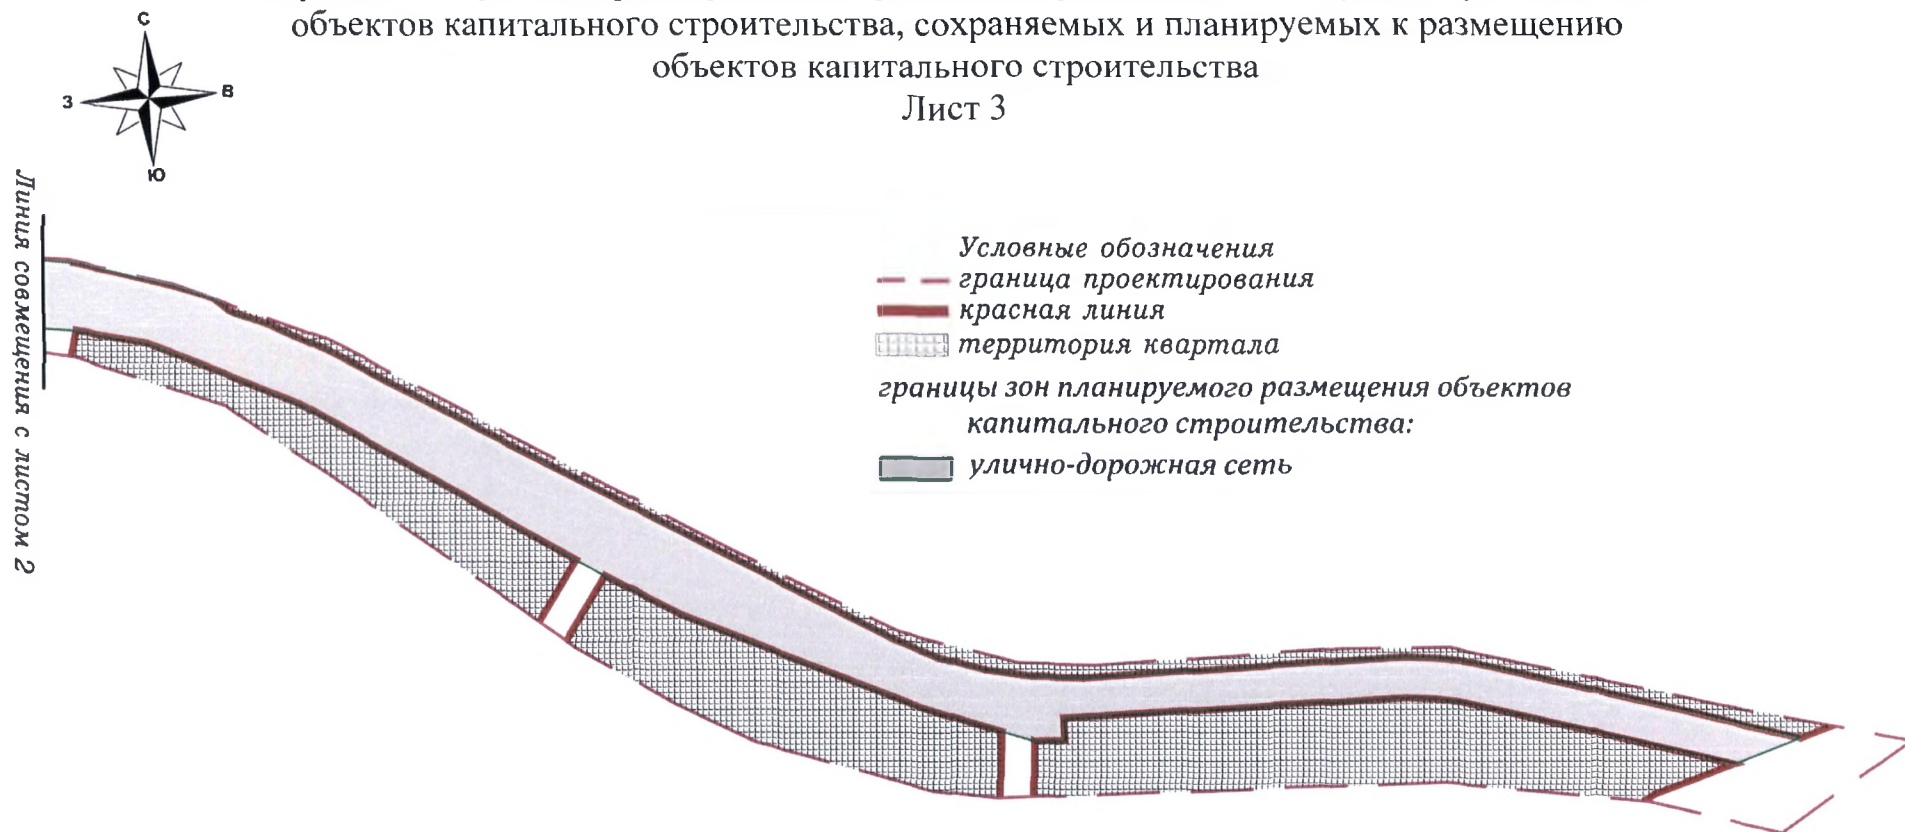 объектов капитального строительства, сохраняемых и планируемых к размещению
объектов капитального строительства
Лист 3
С
З
В
Ю
Линия совмещения с листом 2
Условные обозначения
граница проектирования
красная линия
территория квартала
границы зон планируемого размещения объектов
капитального строительства:
улично-дорожная сеть